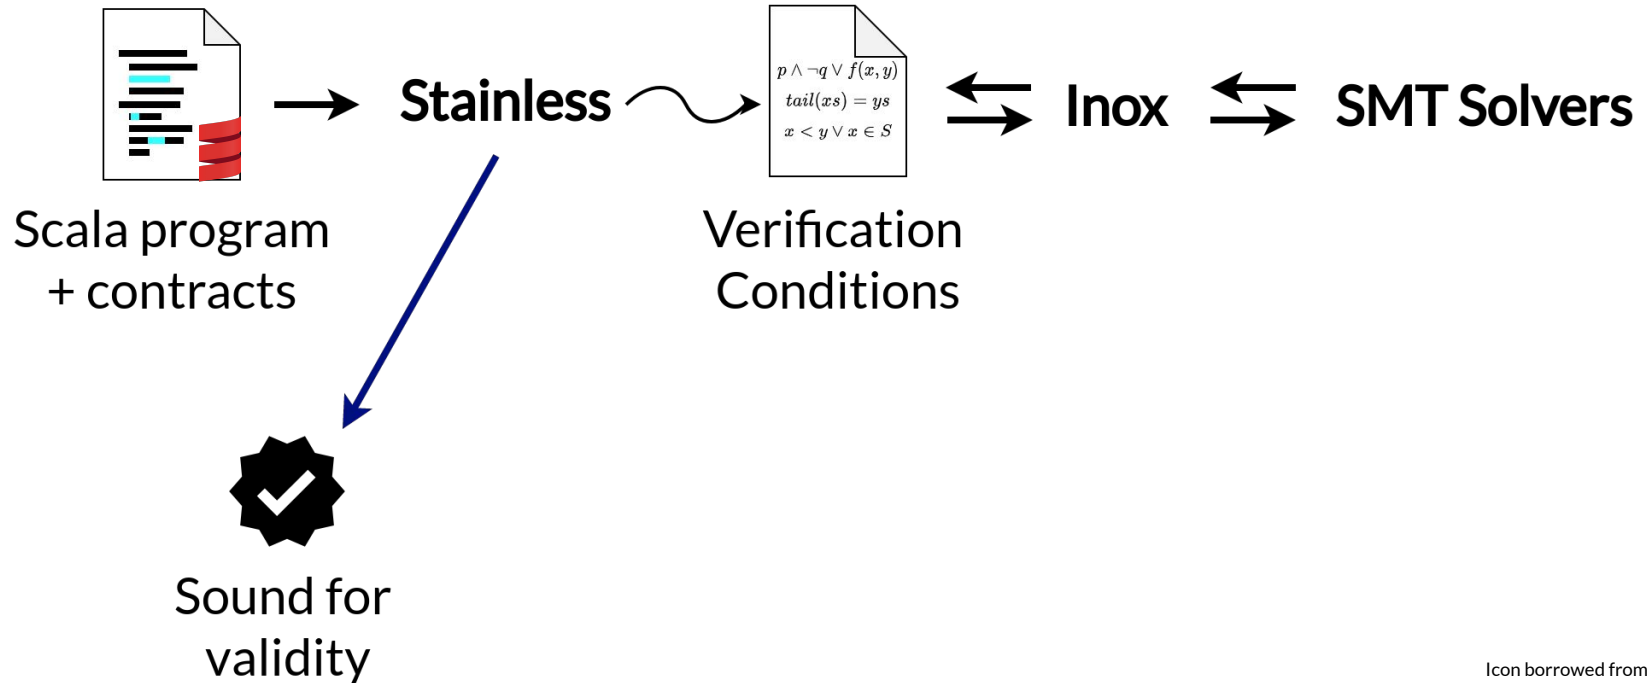 p ∧ ¬q ∨ f(x, y)
tail(xs) = ys
x < y ∨ x ∈ S
Stainless
Inox
SMT Solvers
Scala program
+ contracts
Verification
Conditions
Sound for
validity
Icon borrowed from